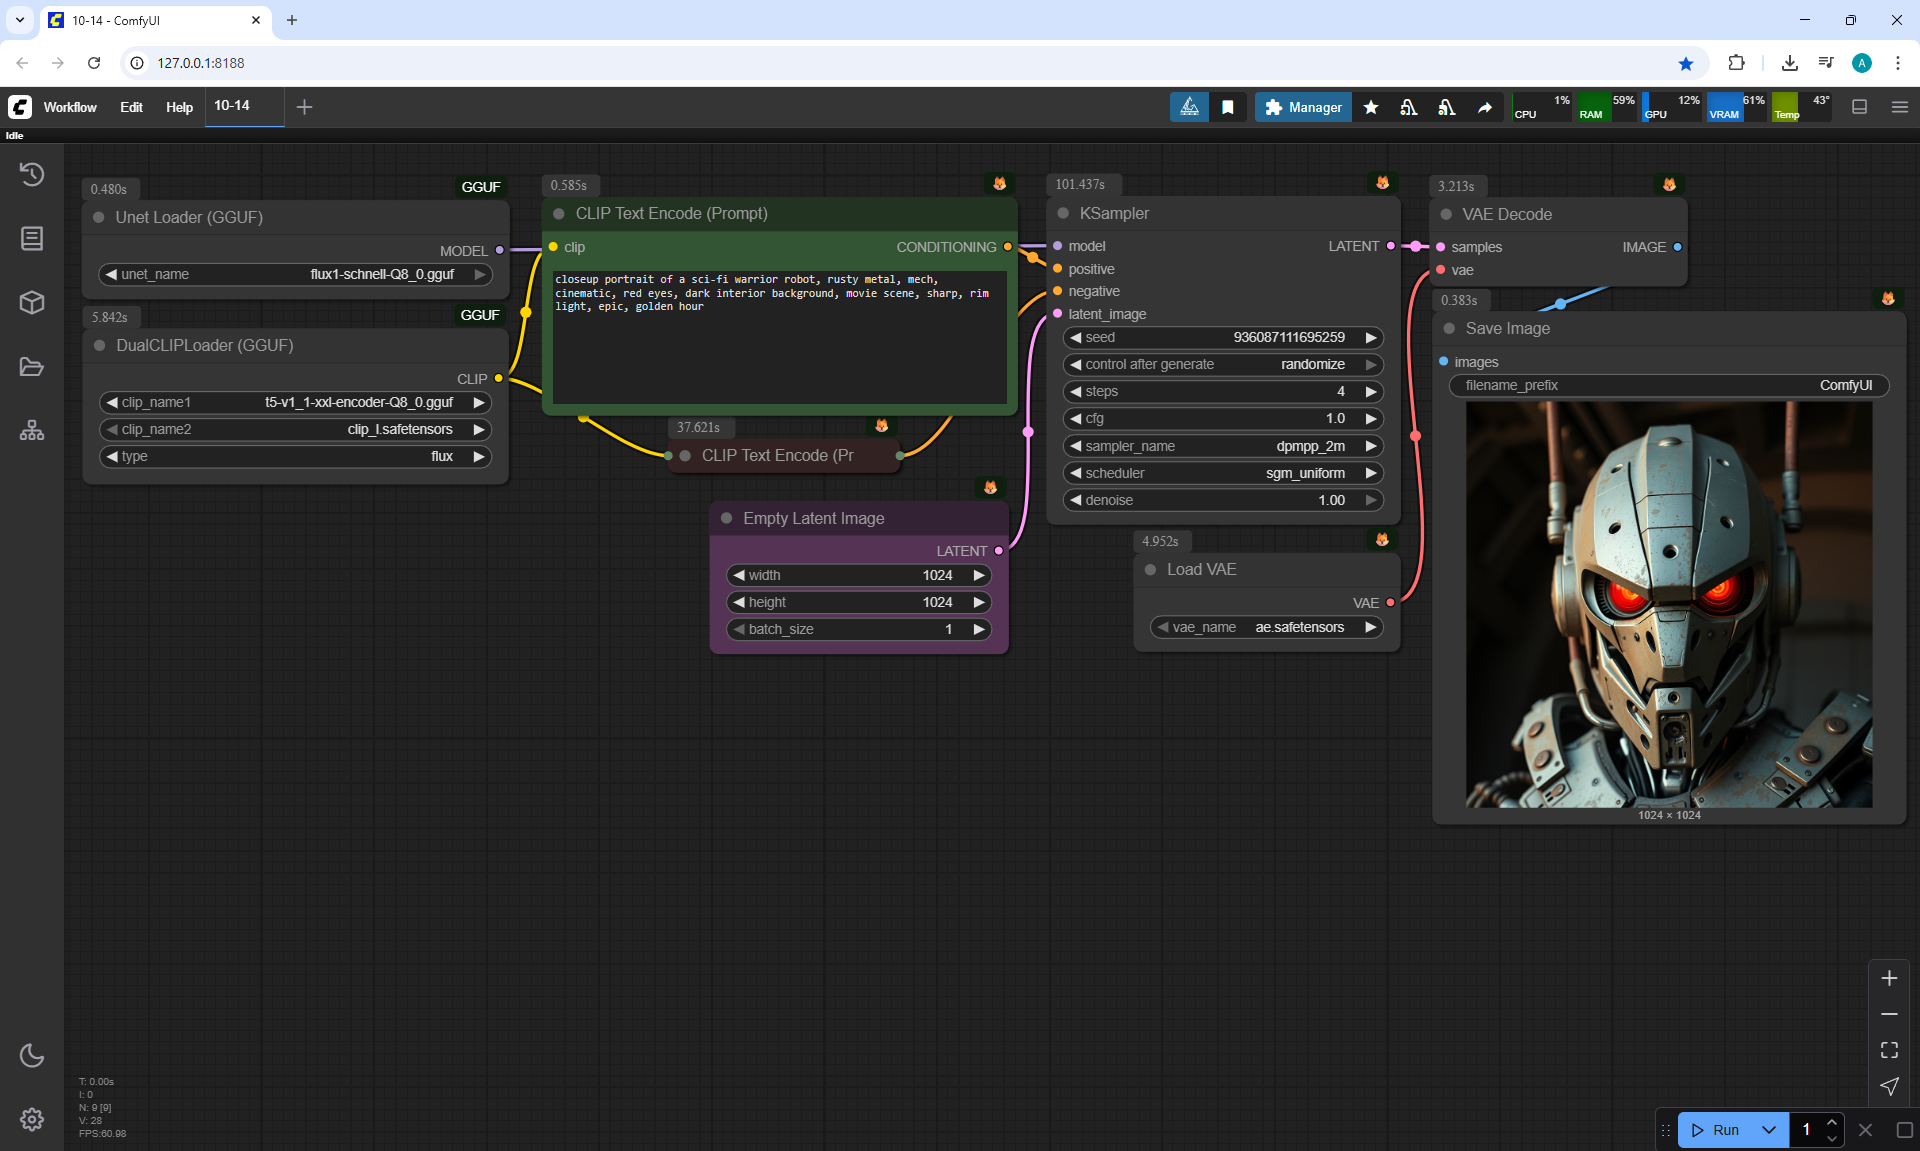 10-14 - ComfyUI
127.0.0.1:8188
Workflow Edit Help 10-14
Manager
CPU 1% RAM 59% GPU 12% VRAM 61% Temp 43°
Idle
0.480s GGUF
Unet Loader (GGUF)
MODEL
unet_name flux1-schnell-Q8_0.gguf
5.842s GGUF
DualCLIPLoader (GGUF)
CLIP
clip_name1 t5-v1_1-xxl-encoder-Q8_0.gguf
clip_name2 clip_l.safetensors
type flux
0.585s
CLIP Text Encode (Prompt)
clip CONDITIONING
closeup portrait of a sci-fi warrior robot, rusty metal, mech,
cinematic, red eyes, dark interior background, movie scene, sharp, rim
light, epic, golden hour
37.621s
CLIP Text Encode (Pr
Empty Latent Image
LATENT
width 1024
height 1024
batch_size 1
101.437s
KSampler
model LATENT
positive
negative
latent_image
seed 936087111695259
control after generate randomize
steps 4
cfg 1.0
sampler_name dpmpp_2m
scheduler sgm_uniform
denoise 1.00
4.952s
Load VAE
VAE
vae_name ae.safetensors
3.213s
VAE Decode
samples IMAGE
vae
0.383s
Save Image
images
filename_prefix ComfyUI
1024 × 1024
T: 0.00s
I: 0
N: 9 [9]
V: 28
FPS:60.98
Run 1
A